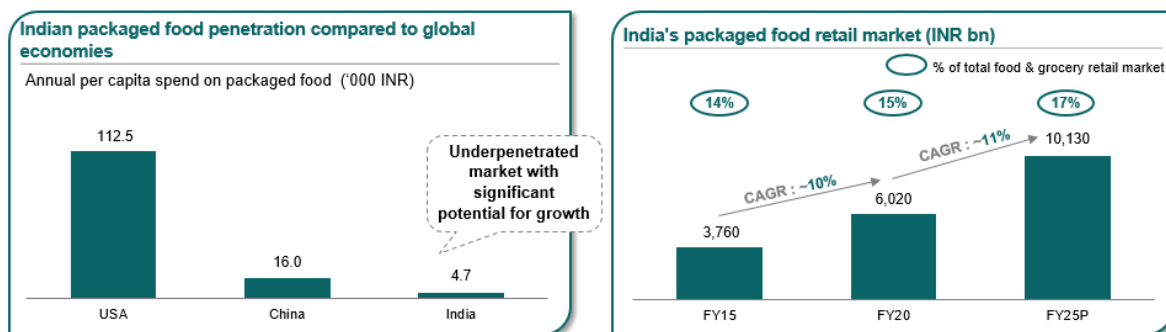 Indian packaged food penetration compared to global
economies
Annual per capita spend on packaged food (‘000 INR)
112.5
16.0
4.7
Underpenetrated
market with
significant
potential for growth
USA
China
India
India's packaged food retail market (INR bn)
% of total food & grocery retail market
14%
15%
17%
CAGR : ~10%
CAGR : ~11%
3,760
6,020
10,130
FY15
FY20
FY25P